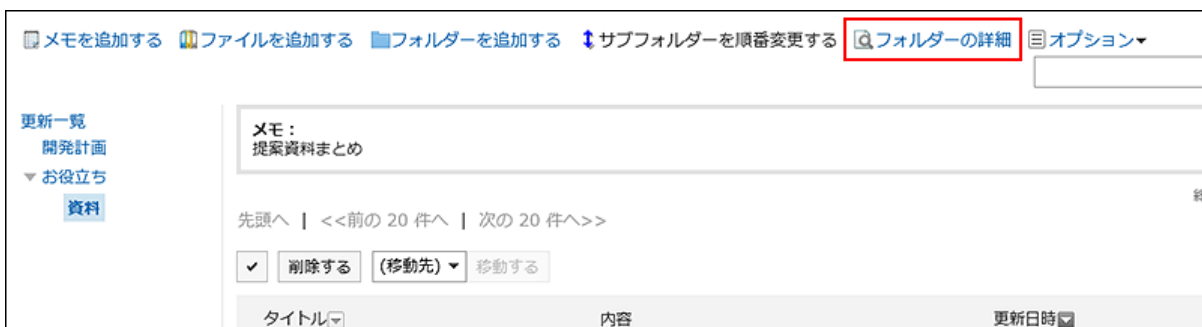 メモを追加する ファイルを追加する フォルダーを追加する サブフォルダーを順番変更する フォルダーの詳細 オプション
更新一覧
開発計画
お役立ち
資料
メモ：
提案資料まとめ
先頭へ | <<前の 20 件へ | 次の 20 件へ>>
削除する (移動先) 移動する
タイトル 内容 更新日時